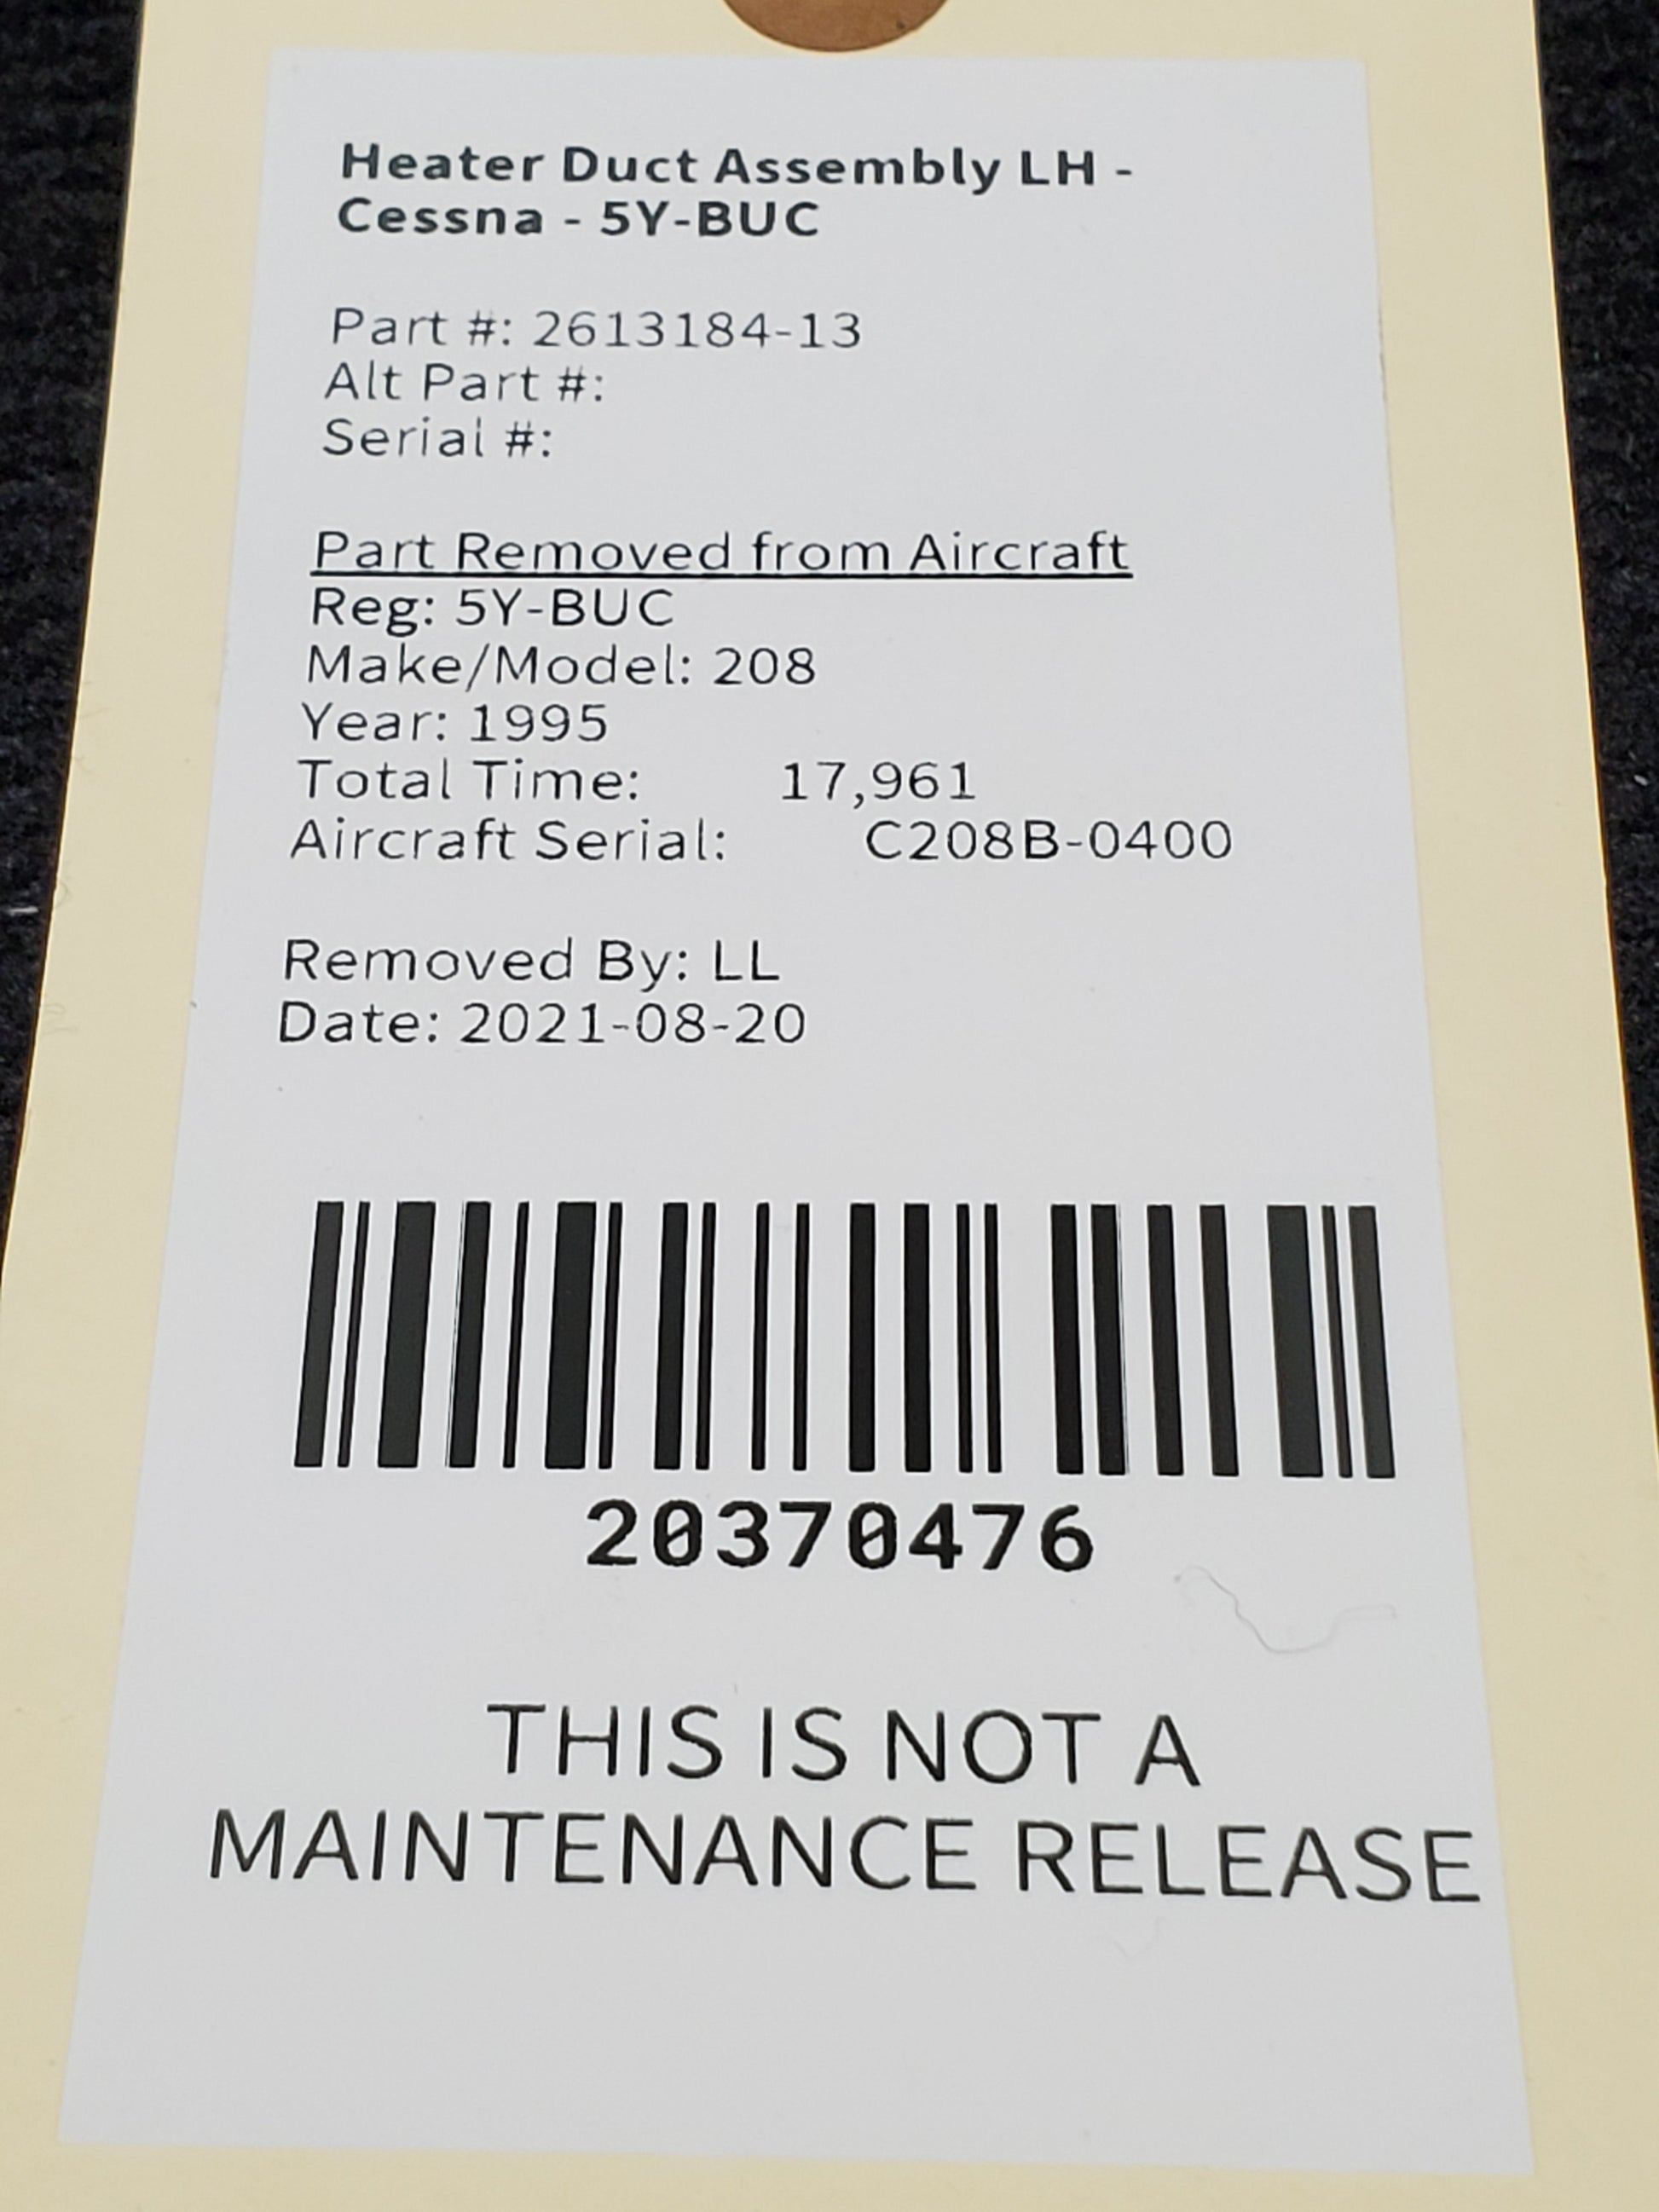 Heater Duct Assembly LH -
Cessna - 5Y-BUC
Part #: 2613184-13
Alt Part #:
Serial #:
Part Removed from Aircraft
Reg: 5Y-BUC
Make/Model: 208
Year: 1995
Total Time: 17,961
Aircraft Serial: C208B-0400
Removed By: LL
Date: 2021-08-20
20370476
THIS IS NOT A
MAINTENANCE RELEASE